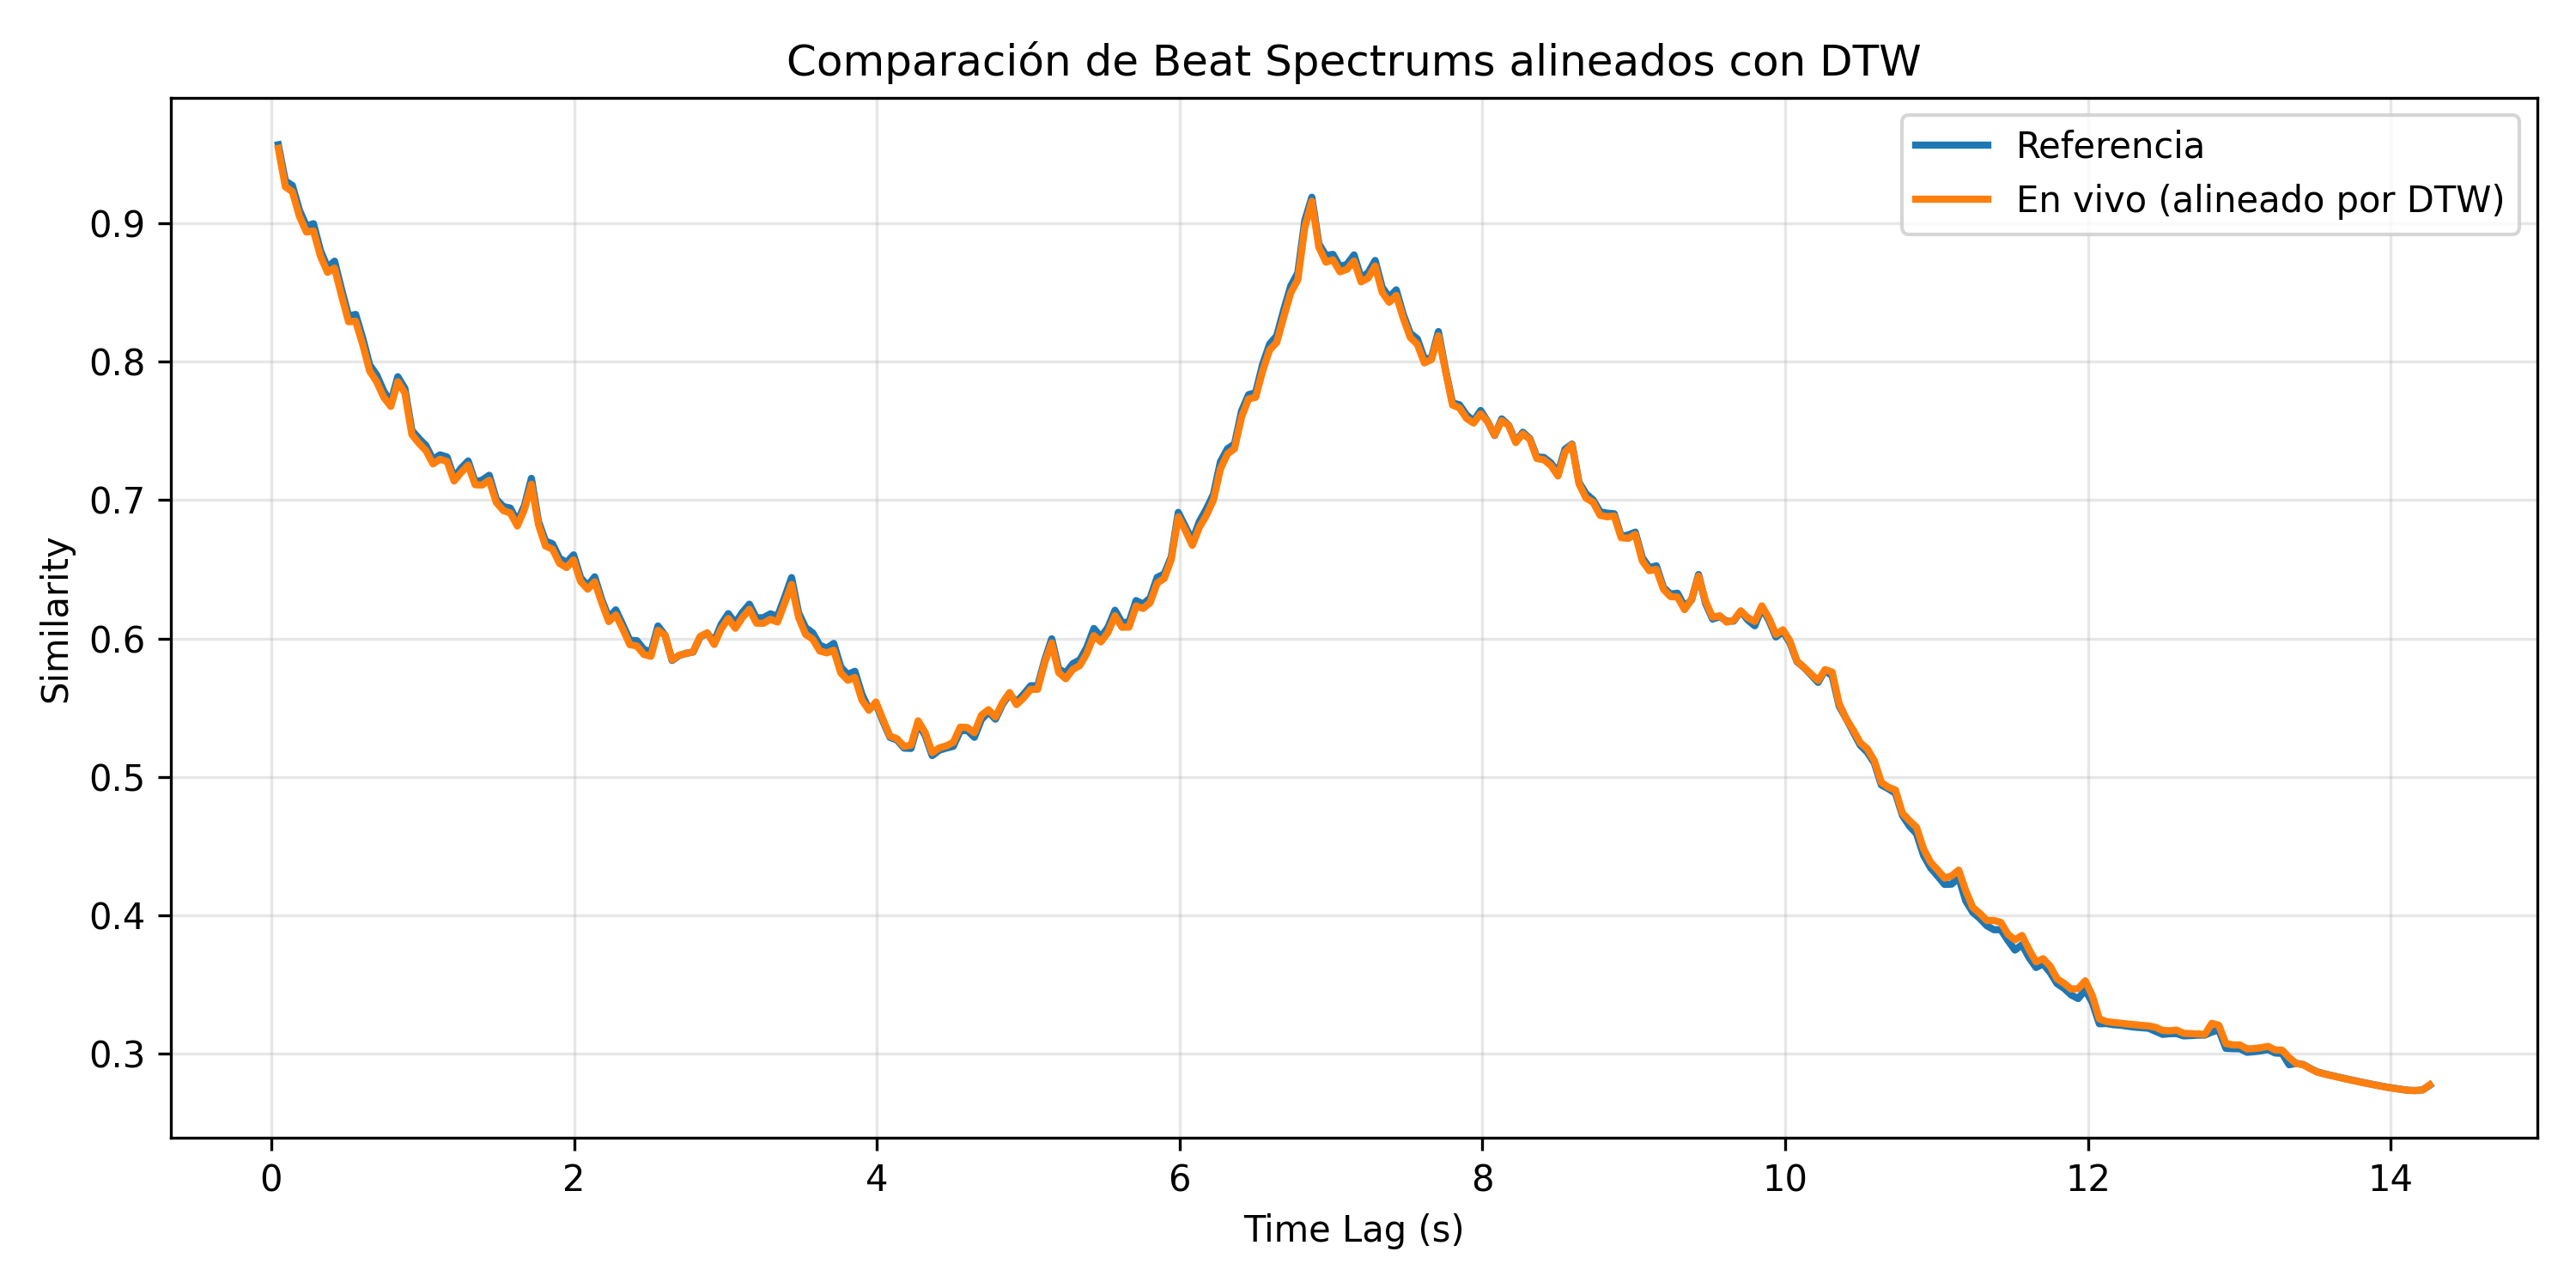 Comparación de Beat Spectrums alineados con DTW
Referencia
En vivo (alineado por DTW)
Similarity
0.9
0.8
0.7
0.6
0.5
0.4
0.3
0 2 4 6 8 10 12 14
Time Lag (s)